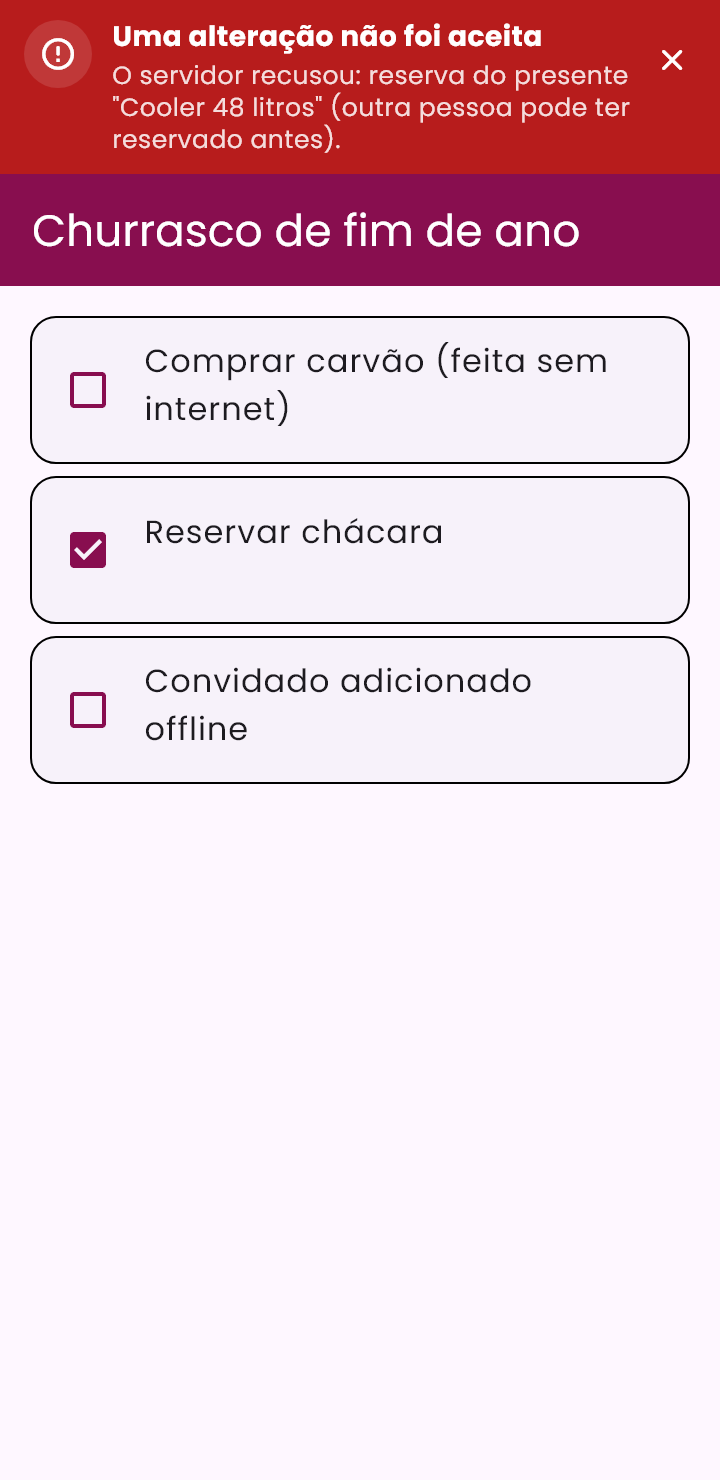 Uma alteração não foi aceita
O servidor recusou: reserva do presente
"Cooler 48 litros" (outra pessoa pode ter
reservado antes).
Churrasco de fim de ano
Comprar carvão (feita sem
internet)
Reservar chácara
Convidado adicionado
offline